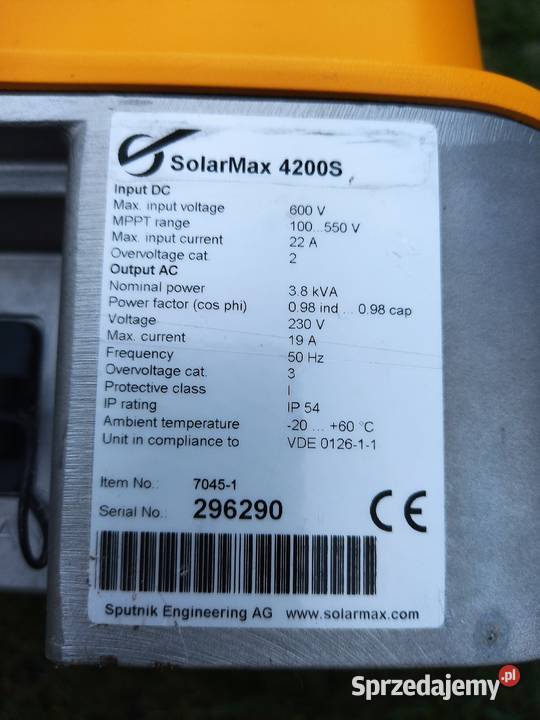 SolarMax 4200S
Input DC
Max. input voltage 600 V
MPPT range 100...550 V
Max. input current 22 A
Overvoltage cat. 2
Output AC
Nominal power 3.8 kVA
Power factor (cos phi) 0.98 ind ... 0.98 cap
Voltage 230 V
Max. current 19 A
Frequency 50 Hz
Overvoltage cat. 3
Protective class I
IP rating IP 54
Ambient temperature -20 ... +60 °C
Unit in compliance to VDE 0126-1-1
Item No.: 7045-1
Serial No.: 296290
CE
Sputnik Engineering AG www.solarmax.com
Sprzedajemy.pl